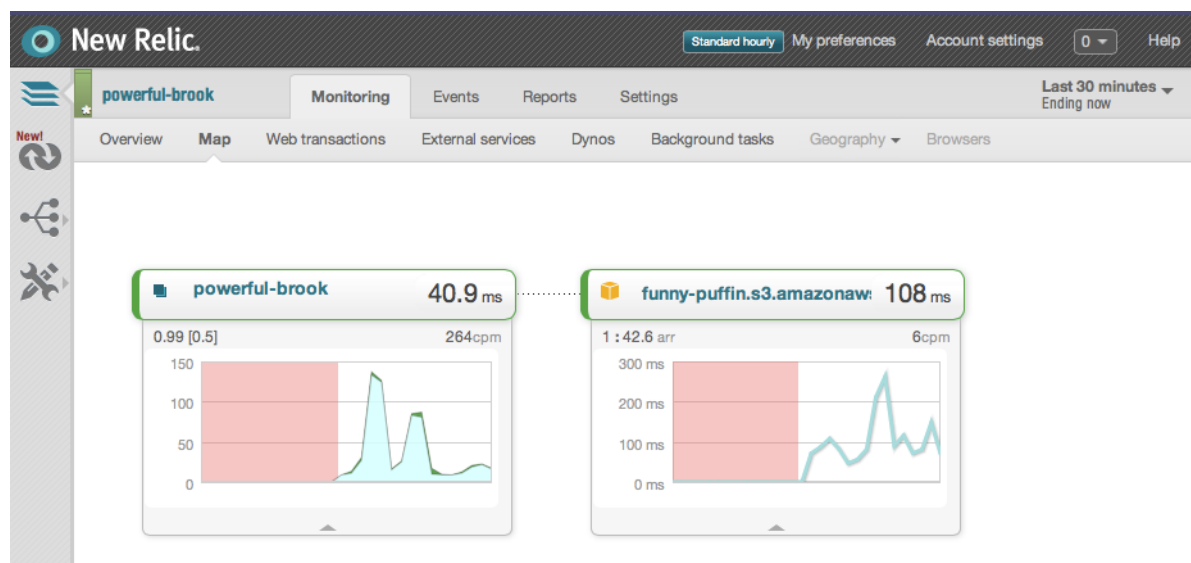 New Relic.
Standard hourly My preferences Account settings 0 Help
powerful-brook Monitoring Events Reports Settings Last 30 minutes
Ending now
New!
Overview Map Web transactions External services Dynos Background tasks Geography Browsers
powerful-brook 40.9 ms
0.99 [0.5] 264cpm
150
100
50
0
funny-puffin.s3.amazonaw: 108 ms
1 : 42.6 arr 6cpm
300 ms
200 ms
100 ms
0 ms